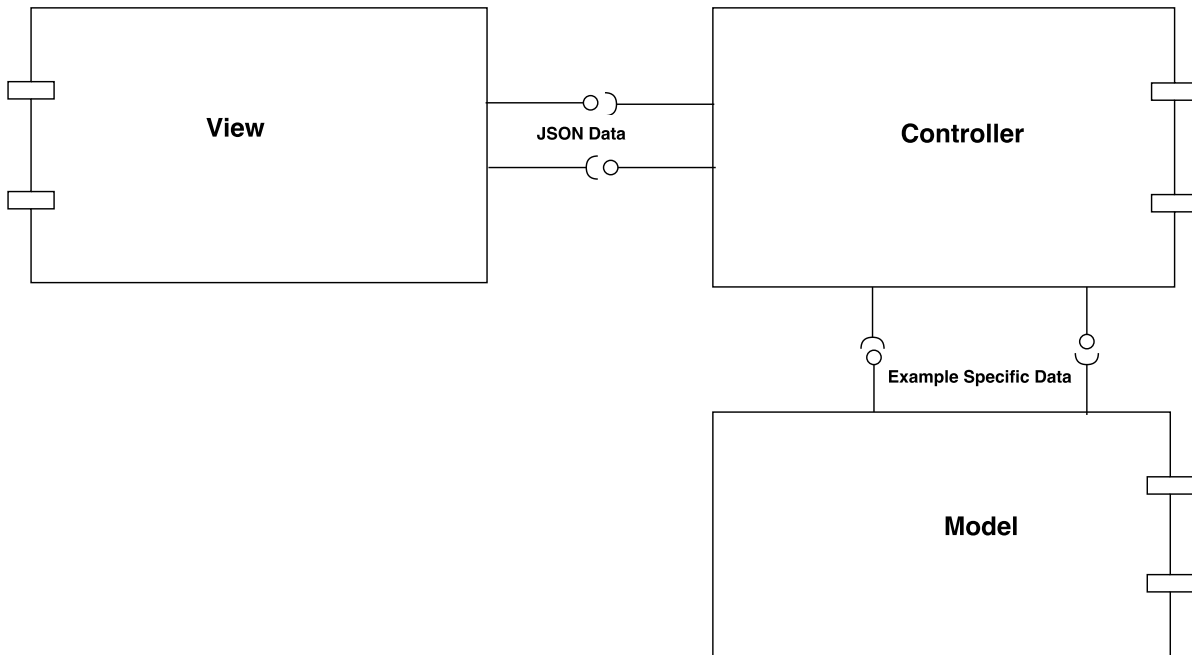 View
JSON Data
Controller
Example Specific Data
Model